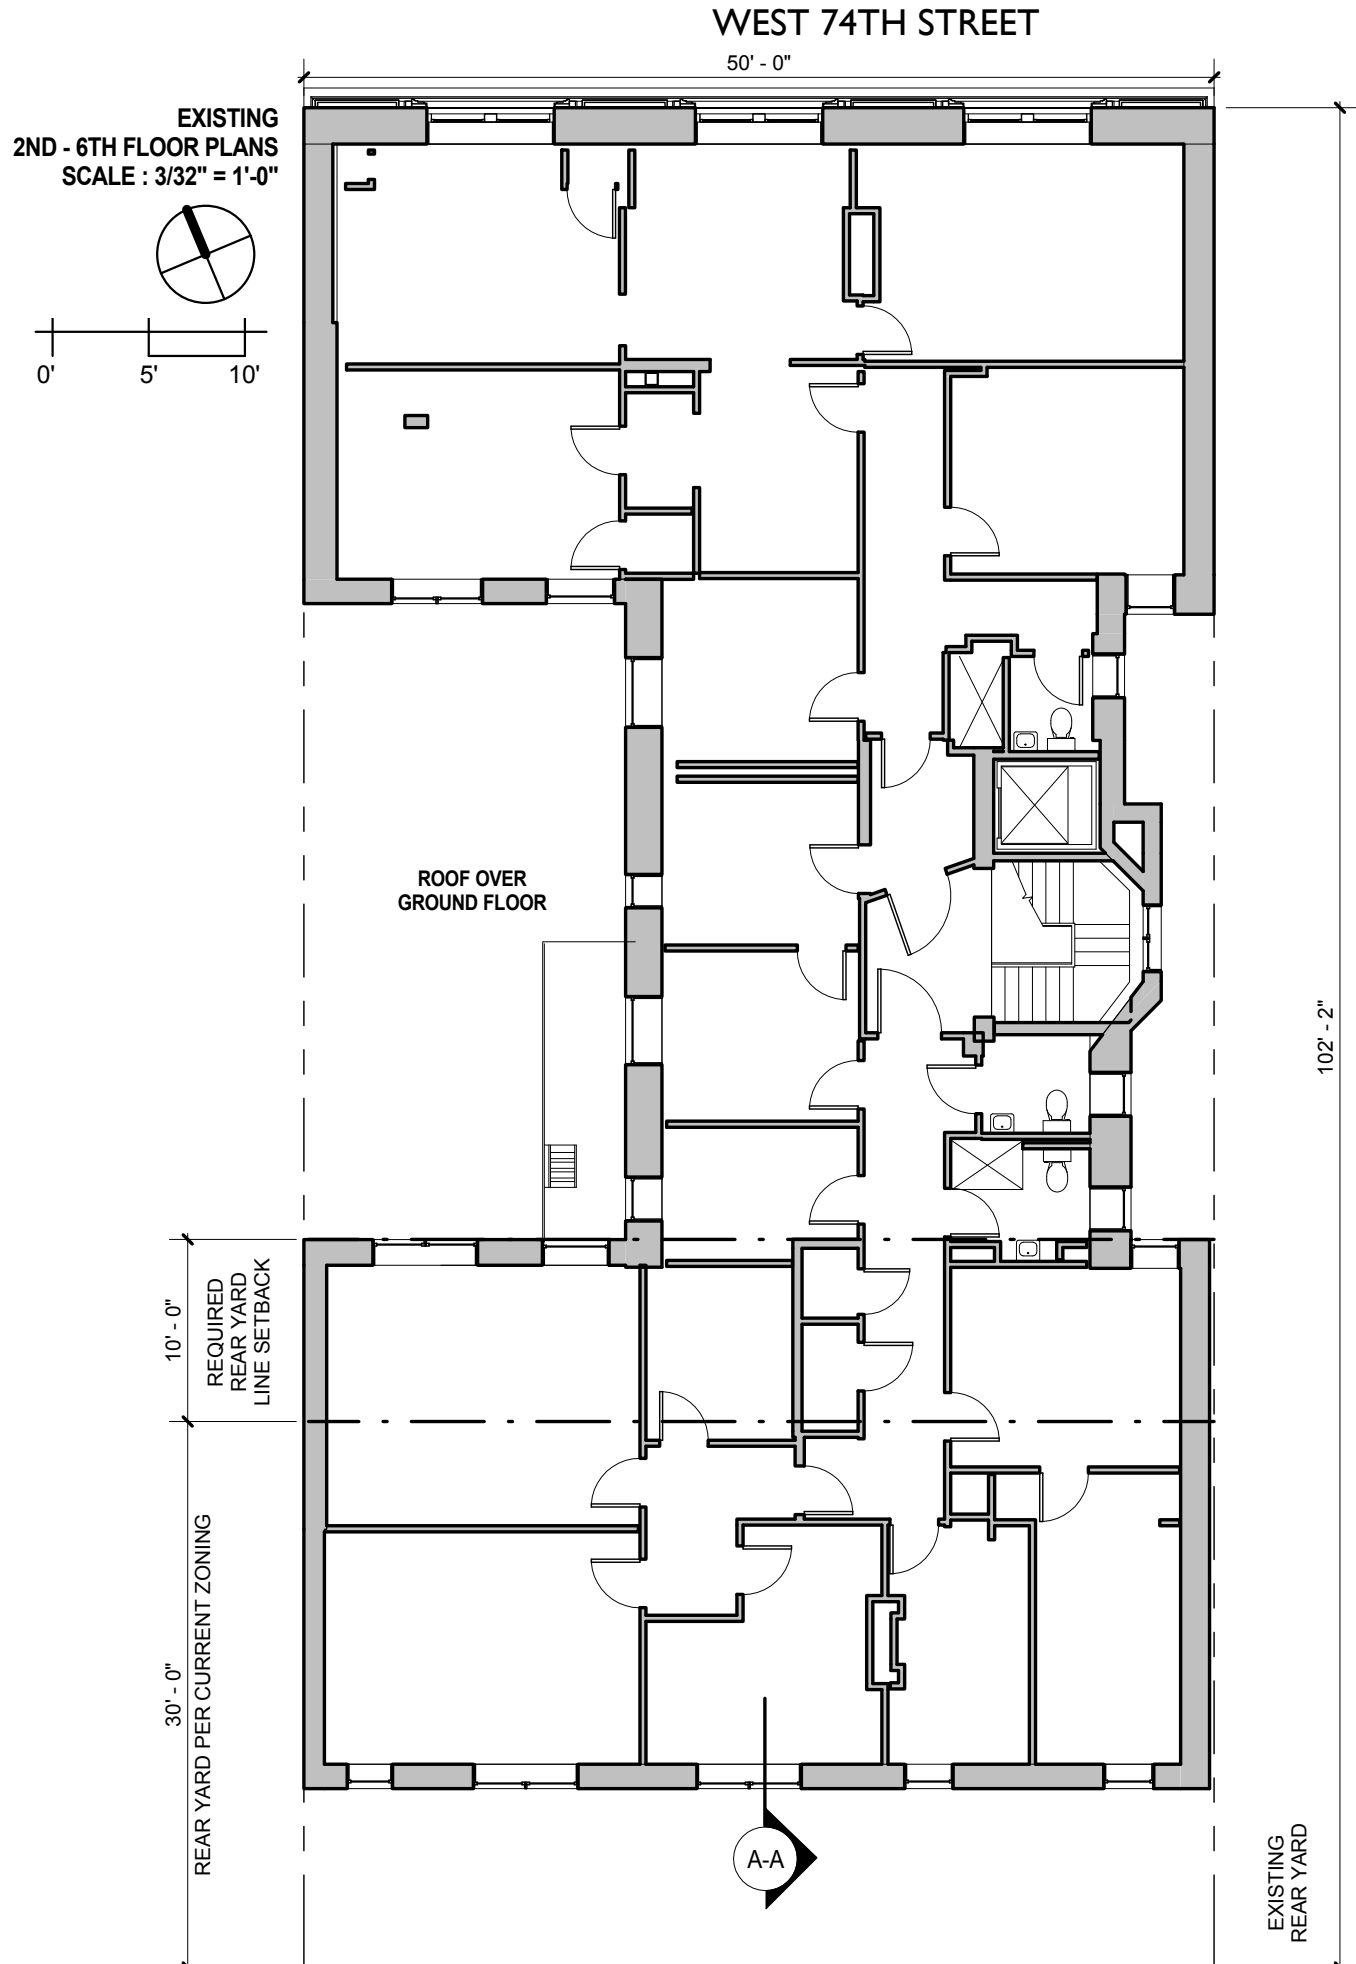 WEST 74TH STREET
50' - 0"
EXISTING
2ND - 6TH FLOOR PLANS
SCALE : 3/32" = 1'-0"
0'
5'
10'
ROOF OVER
GROUND FLOOR
102' - 2"
10' - 0"
REQUIRED
REAR YARD
LINE SETBACK
30' - 0"
REAR YARD PER CURRENT ZONING
A-A
EXISTING
REAR YARD